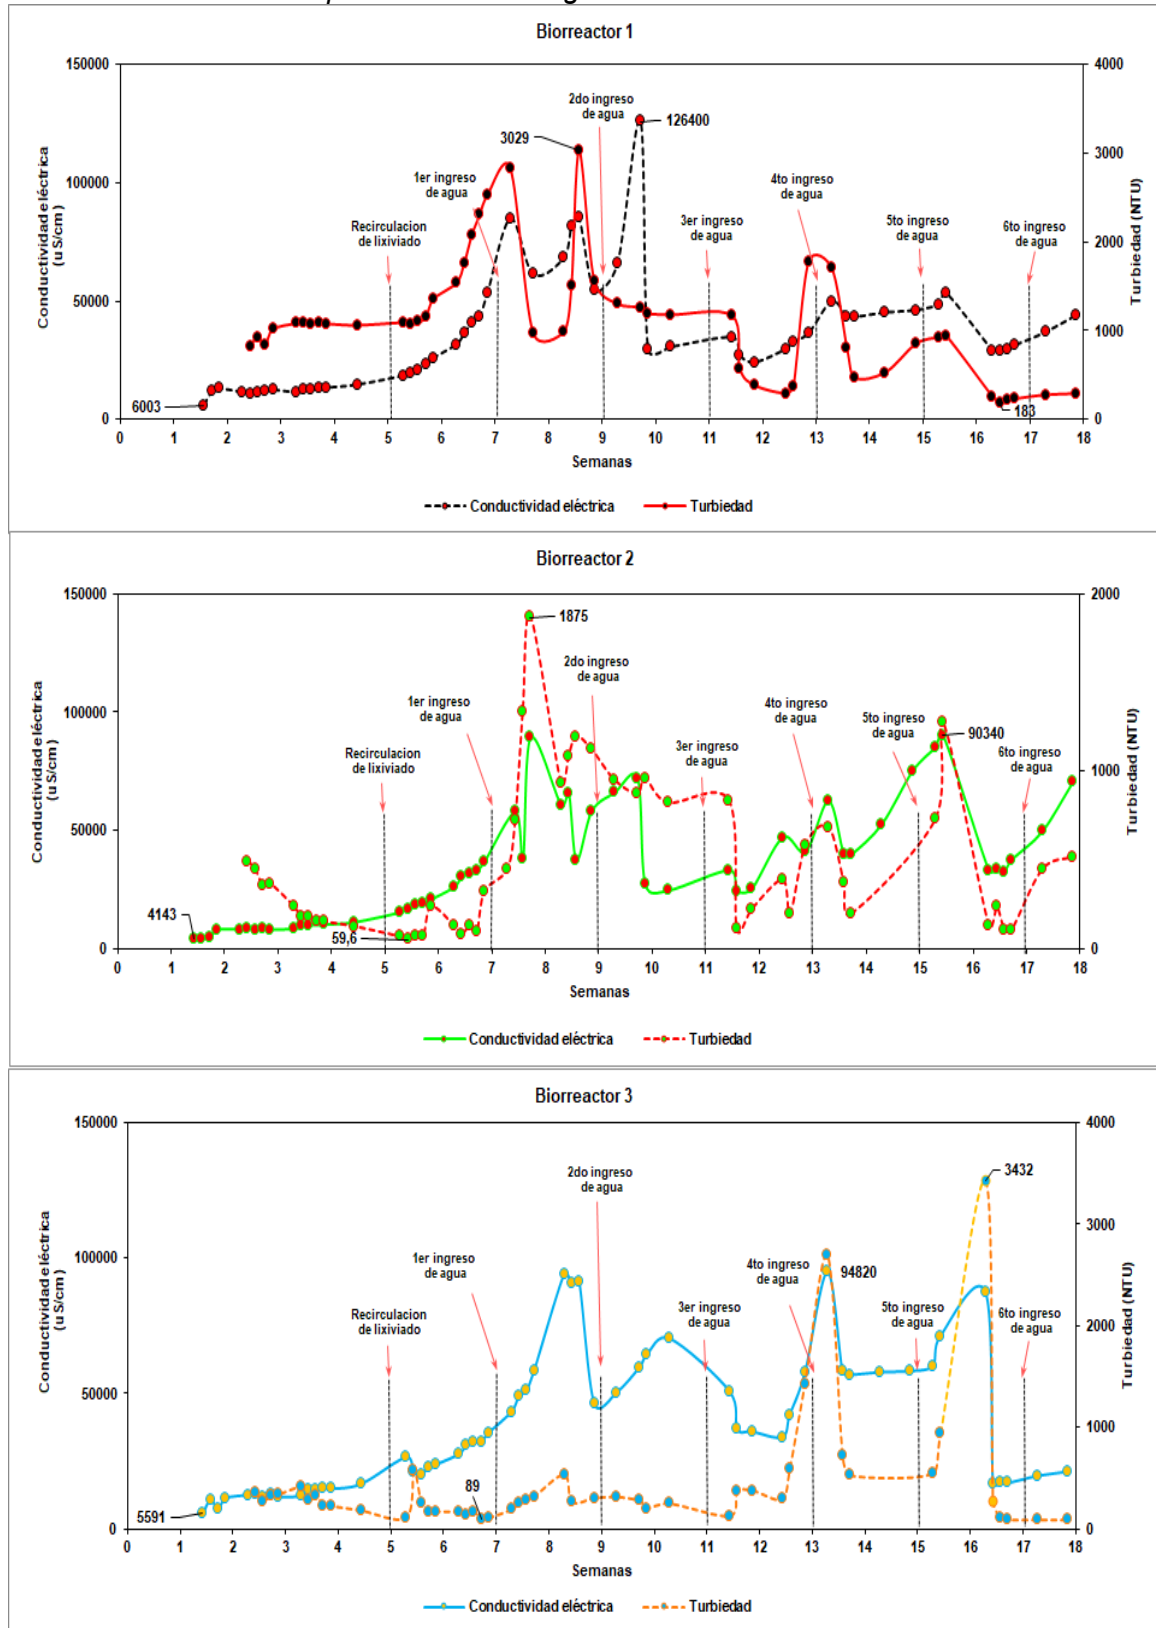 Biorreactor 1
150000
100000
50000
0
Conductividad eléctrica
(uS/cm)
4000
3000
2000
1000
0
Turbiedad (NTU)
Recirculación
de lixiviado
1er ingreso
de agua
2do ingreso
de agua
3er ingreso
de agua
4to ingreso
de agua
5to ingreso
de agua
6to ingreso
de agua
6003
3029
126400
183
0 1 2 3 4 5 6 7 8 9 10 11 12 13 14 15 16 17 18
Semanas
Conductividad eléctrica Turbiedad
Biorreactor 2
150000
100000
50000
0
Conductividad eléctrica
(uS/cm)
2000
1000
0
Turbiedad (NTU)
Recirculacion
de lixiviado
1er ingreso
de agua
2do ingreso
de agua
3er ingreso
de agua
4to ingreso
de agua
5to ingreso
de agua
6to ingreso
de agua
4143
59,6
1875
90340
0 1 2 3 4 5 6 7 8 9 10 11 12 13 14 15 16 17 18
Semanas
Conductividad eléctrica Turbiedad
Biorreactor 3
150000
100000
50000
0
Conductividad eléctrica
(uS/cm)
4000
3000
2000
1000
0
Turbiedad (NTU)
Recirculacion
de lixiviado
1er ingreso
de agua
2do ingreso
de agua
3er ingreso
de agua
4to ingreso
de agua
5to ingreso
de agua
6to ingreso
de agua
5591
89
94820
3432
0 1 2 3 4 5 6 7 8 9 10 11 12 13 14 15 16 17 18
Semanas
Conductividad eléctrica Turbiedad